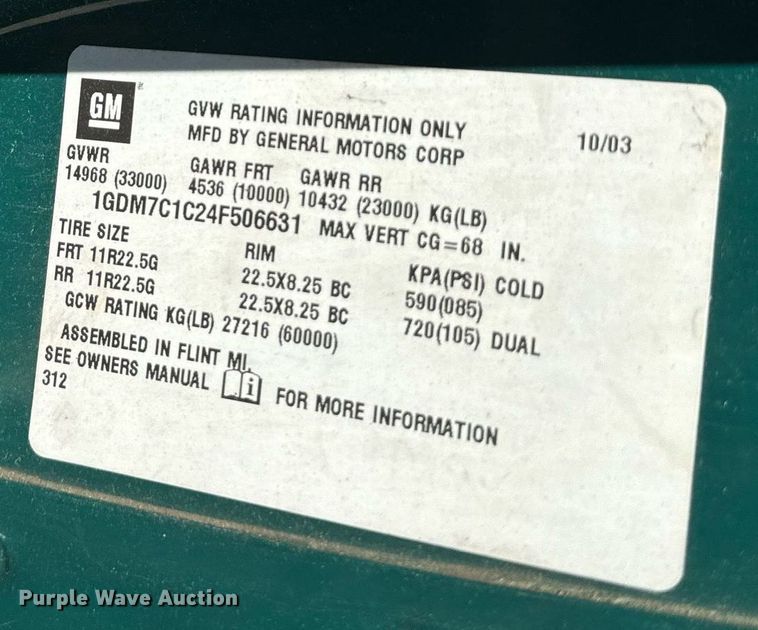 GM
GVW RATING INFORMATION ONLY
MFD BY GENERAL MOTORS CORP
10/03
GVWR GAWR FRT GAWR RR
14968 (33000) 4536 (10000) 10432 (23000) KG(LB)
1GDM7C1C24F506631 MAX VERT CG=68 IN.
TIRE SIZE RIM KPA(PSI) COLD
FRT 11R22.5G 22.5X8.25 BC 590(085)
RR 11R22.5G 22.5X8.25 BC 720(105) DUAL
GCW RATING KG(LB) 27216 (60000)
ASSEMBLED IN FLINT MI.
SEE OWNERS MANUAL i FOR MORE INFORMATION
312
Purple Wave Auction